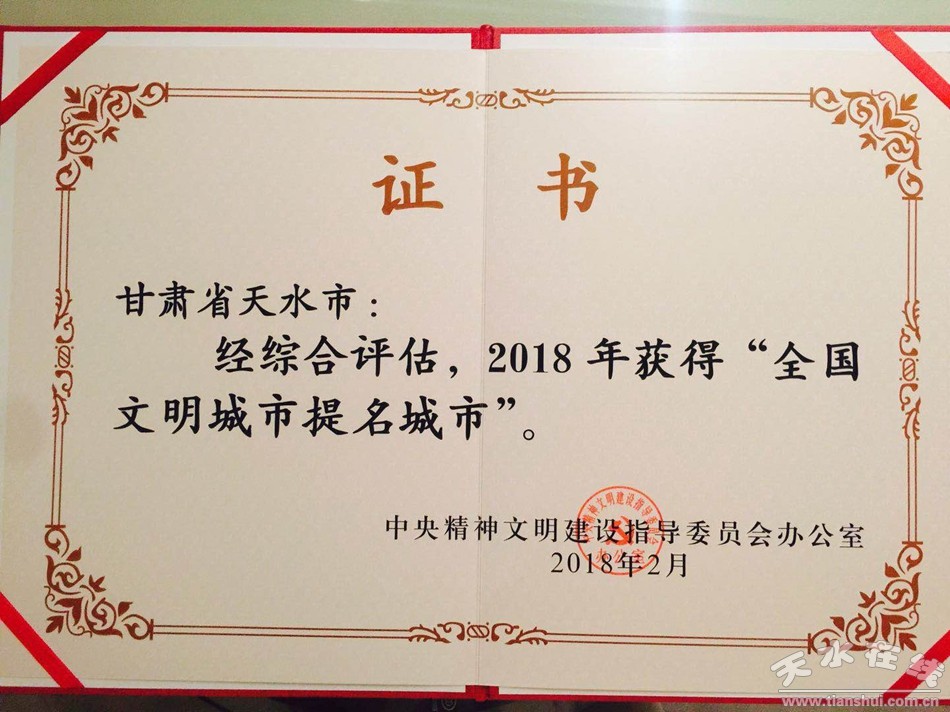 证 书
甘肃省天水市：
经综合评估，2018 年获得“全国
文明城市提名城市”。
中央精神文明建设指导委员会办公室
2018年2月
天水在线
www.tianshui.com.cn